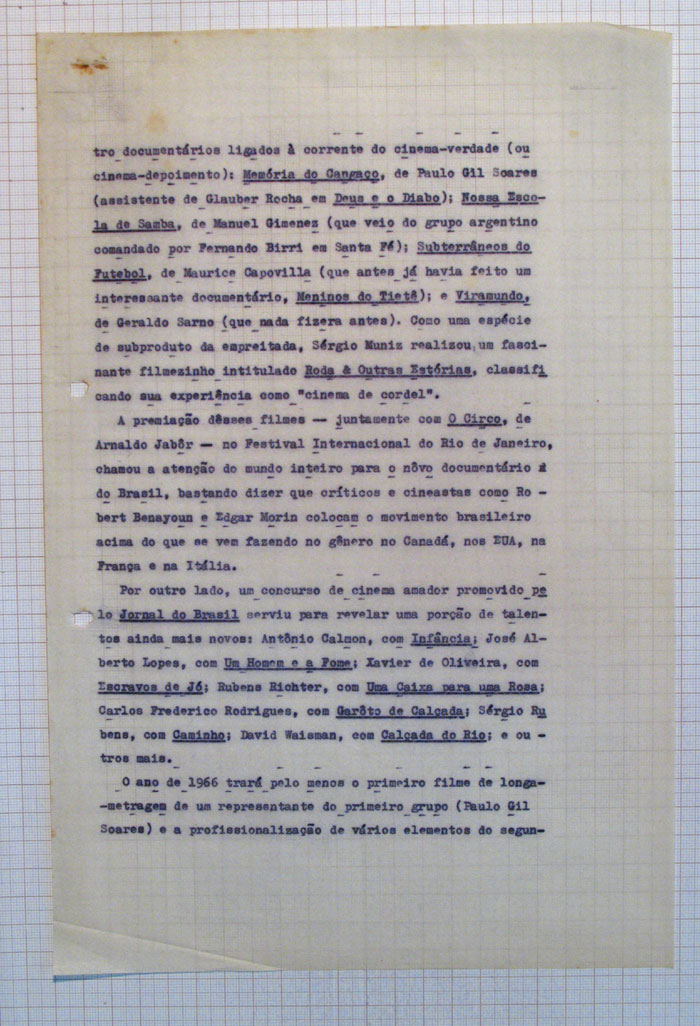 tro documentários ligados à corrente do cinema-verdade (ou
cinema-depoimento): Memória do Cangaço, de Paulo Gil Soares
(assistente de Glauber Rocha em Deus e o Diabo); Nossa Esco-
la de Samba, de Manuel Gimenez (que veio do grupo argentino
comandado por Fernando Birri em Santa Fé); Subterrâneos do
Futebol, de Maurice Capovilla (que antes já havia feito um
interessante documentário, Meninos do Tietê); e Viramundo,
de Geraldo Sarno (que nada fizera antes). Como uma espécie
de subproduto da empreitada, Sérgio Muniz realizou um fasci-
nante filmezinho intitulado Roda & Outras Estórias, classifi
cando sua experiência como "cinema de cordel".
A premiação dêsses filmes — juntamente com O Circo, de
Arnaldo Jabôr — no Festival Internacional do Rio de Janeiro,
chamou a atenção do mundo inteiro para o nôvo documentário
do Brasil, bastando dizer que críticos e cineastas como Ro -
bert Benayoun e Edgar Morin colocam o movimento brasileiro
acima do que se vem fazendo no gênero no Canadá, nos EUA, na
França e na Itália.
Por outro lado, um concurso de cinema amador promovido pe
lo Jornal do Brasil serviu para revelar uma porção de talen-
tos ainda mais novos: Antônio Calmon, com Infância; José Al-
berto Lopes, com Um Homem e a Fome; Xavier de Oliveira, com
Escravos de Jó; Rubens Richter, com Uma Caixa para uma Rosa;
Carlos Frederico Rodrigues, com Garôto de Calçada; Sérgio Ru
bens, com Caminho; David Waisman, com Calçada do Rio; e ou -
tros mais.
O ano de 1966 trará pelo menos o primeiro filme de longa-
-metragem de um representante do primeiro grupo (Paulo Gil
Soares) e a profissionalização de vários elementos do segun-